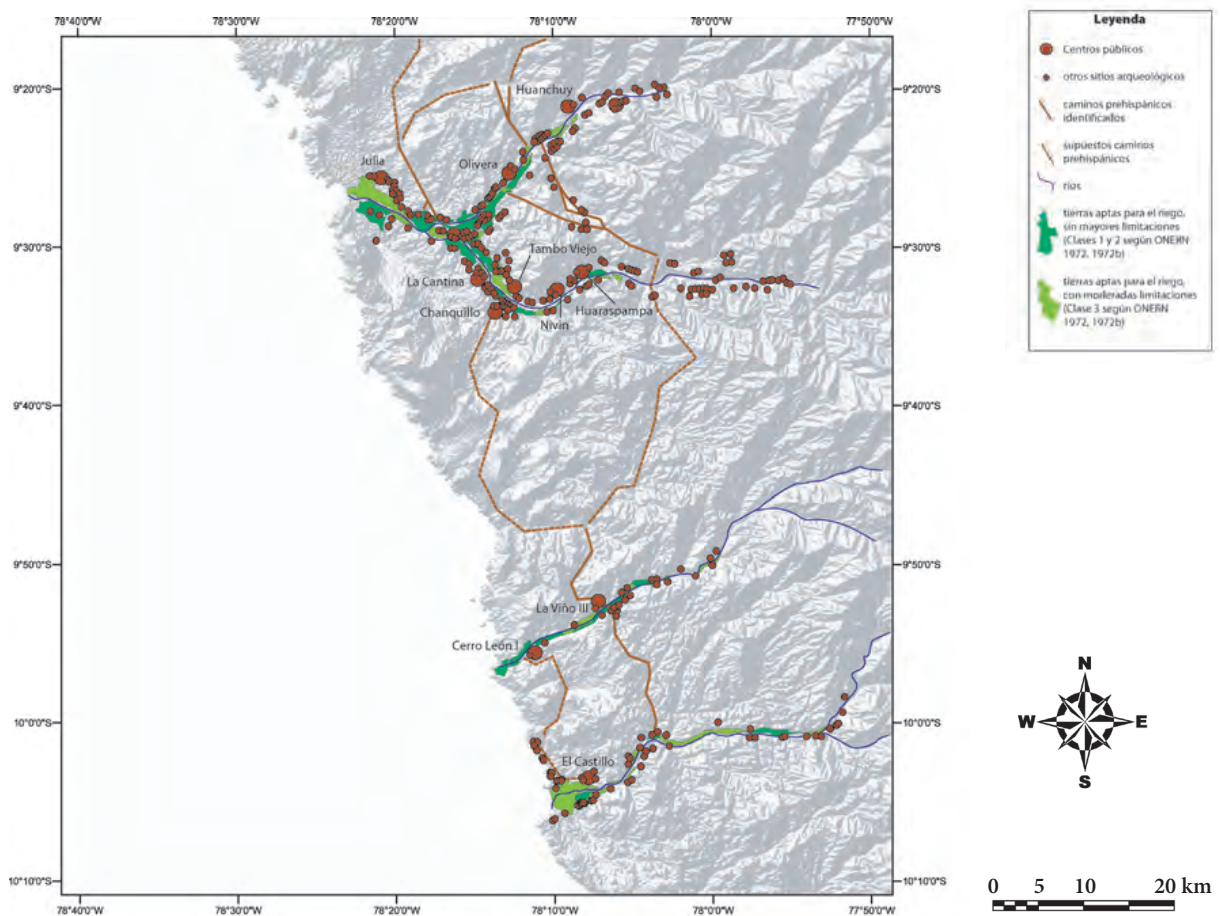 78°40'0"W
78°30'0"W
78°20'0"W
78°10'0"W
78°0'0"W
77°50'0"W
9°20'0"S
9°30'0"S
9°40'0"S
9°50'0"S
10°0'0"S
10°10'0"S
Huanchuy
Julia
Olivera
Tambo Viejo
La Cantina
Chanquillo
Nivin
Huaraspampa
La Viño III
Cerro León I
El Castillo
9°20'0"S
9°30'0"S
9°40'0"S
9°50'0"S
10°0'0"S
10°10'0"S
78°40'0"W
78°30'0"W
78°20'0"W
78°10'0"W
78°0'0"W
77°50'0"W
Leyenda
Centros públicos
otros sitios arqueológicos
caminos prehispánicos
identificados
supuestos caminos
prehispánicos
ríos
tierras aptas para el riego,
sin mayores limitaciones
(Clases 1 y 2 según ONERN
1972, 1972b)
tierras aptas para el riego,
con moderadas limitaciones
(Clase 3 según ONERN
1972, 1972b)
N
W
E
S
0 5 10 20 km